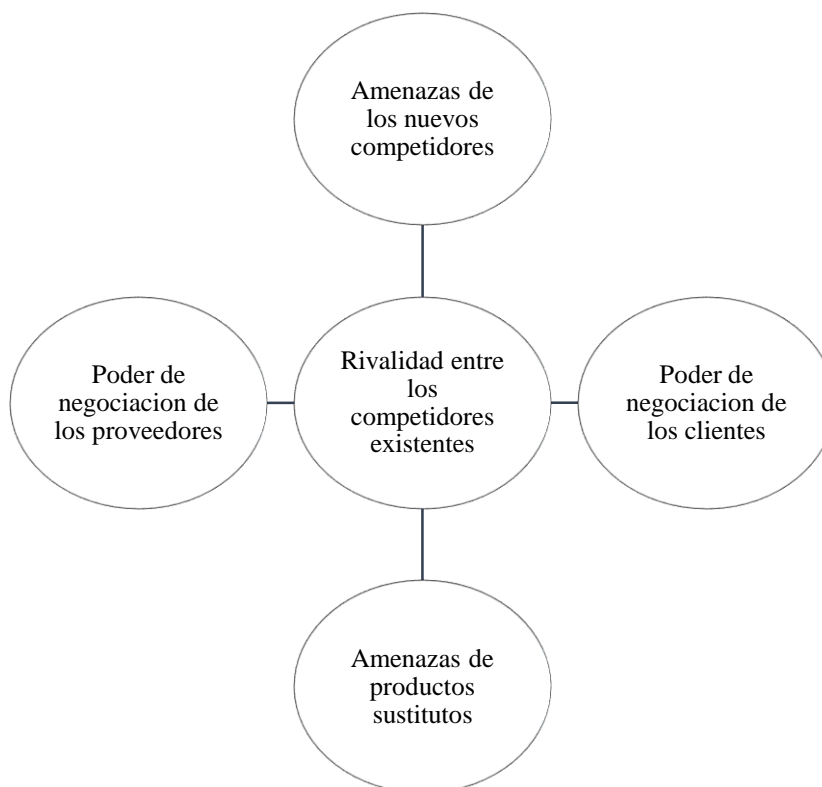 Amenazas de
los nuevos
competidores
Poder de
negociacion de
los proveedores
Rivalidad entre
los
competidores
existentes
Poder de
negociacion de
los clientes
Amenazas de
productos
sustitutos